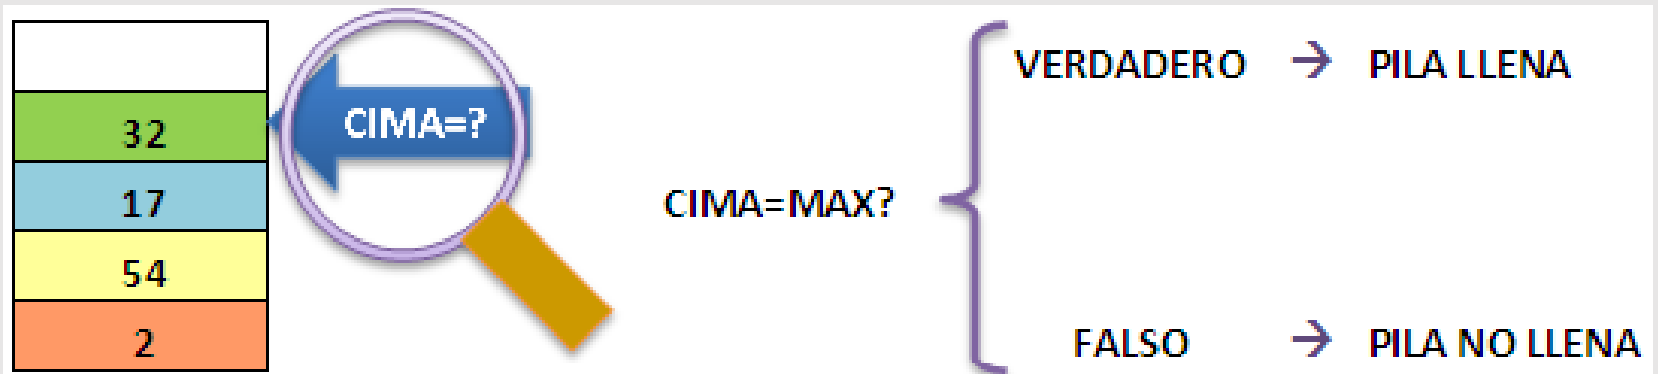 32
17
54
2
CIMA=?
CIMA=MAX?
VERDADERO → PILA LLENA
FALSO → PILA NO LLENA